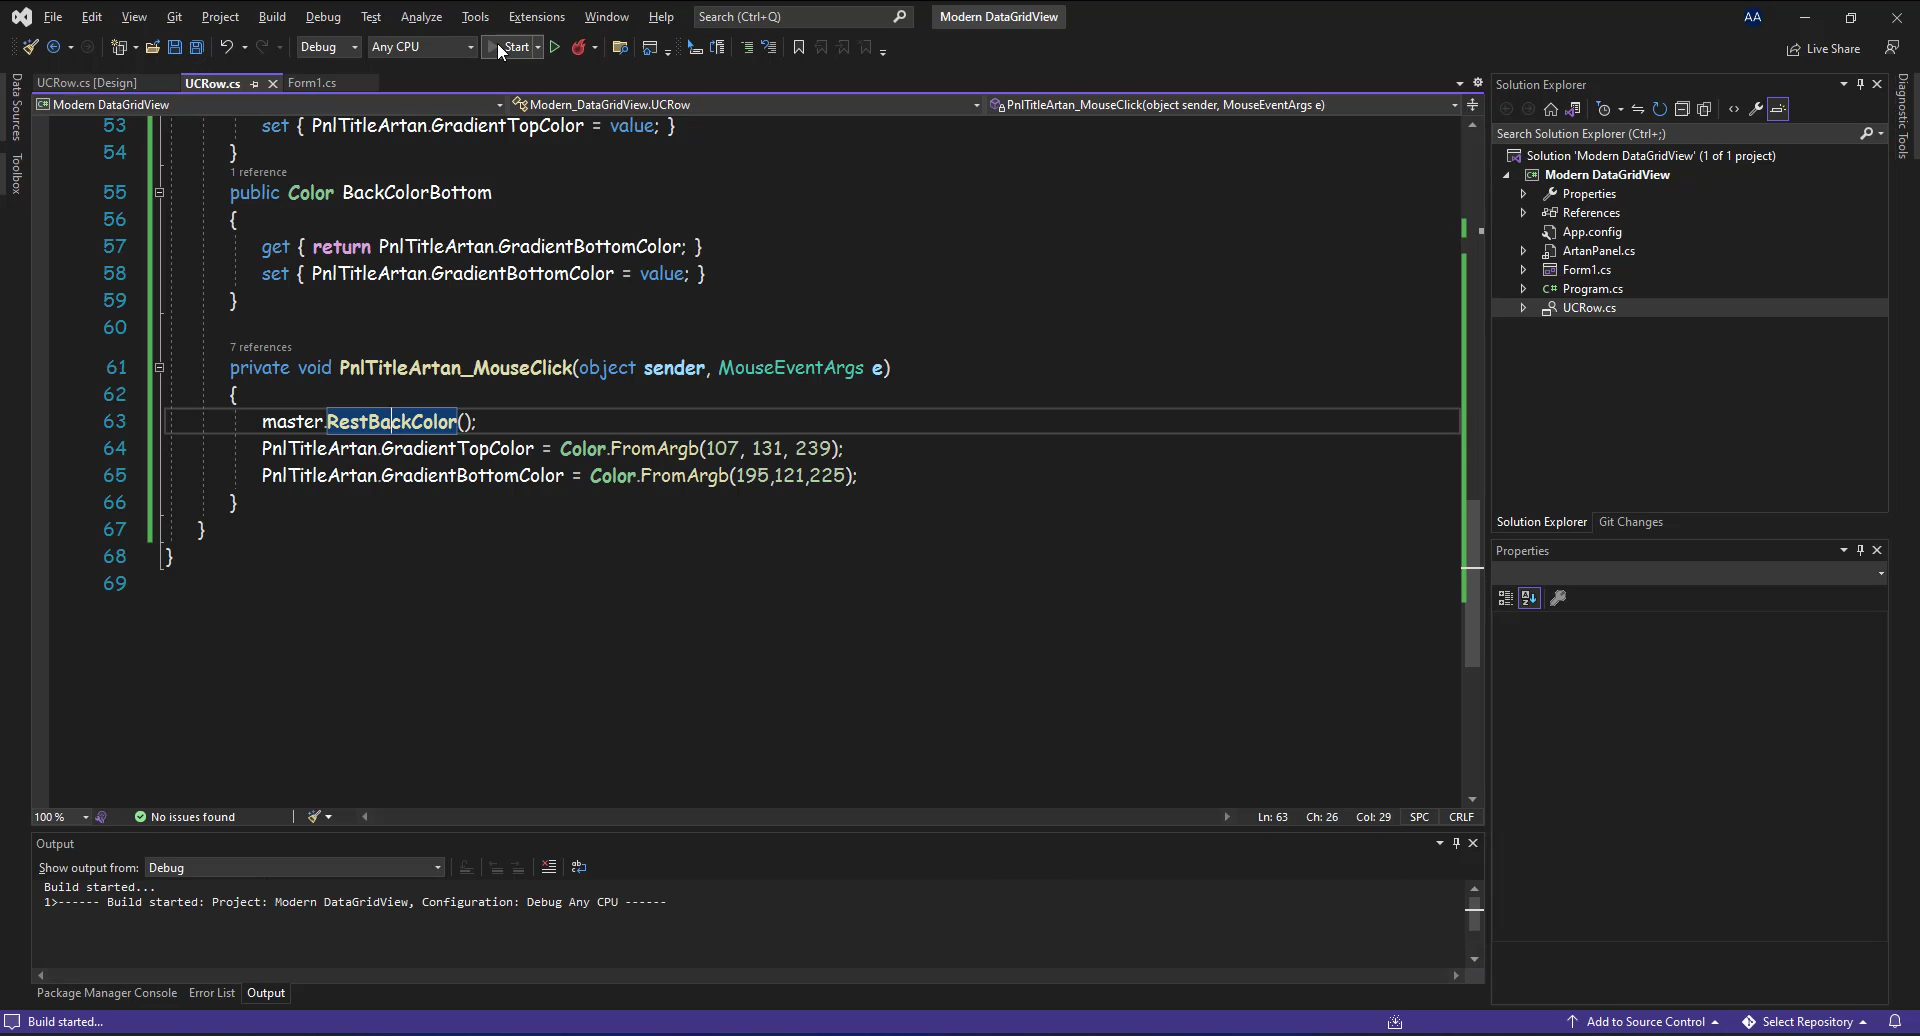 File Edit View Git Project Build Debug Test Analyze Tools Extensions Window Help Search (Ctrl+Q) Modern DataGridView AA
Debug Any CPU Start Live Share
UCRow.cs [Design] UCRow.cs Form1.cs
Modern DataGridView Modern_DataGridView.UCRow PnlTitleArtan_MouseClick(object sender, MouseEventArgs e)
53 set { PnlTitleArtan.GradientTopColor = value; }
54 }
1 reference
55 public Color BackColorBottom
56 {
57 get { return PnlTitleArtan.GradientBottomColor; }
58 set { PnlTitleArtan.GradientBottomColor = value; }
59 }
60
7 references
61 private void PnlTitleArtan_MouseClick(object sender, MouseEventArgs e)
62 {
63 master.RestBackColor();
64 PnlTitleArtan.GradientTopColor = Color.FromArgb(107, 131, 239);
65 PnlTitleArtan.GradientBottomColor = Color.FromArgb(195,121,225);
66 }
67 }
68 }
69
100 % No issues found Ln: 63 Ch: 26 Col: 29 SPC CRLF
Output
Show output from: Debug
Build started...
1>------ Build started: Project: Modern DataGridView, Configuration: Debug Any CPU ------
Package Manager Console Error List Output
Build started... Add to Source Control Select Repository
Data Sources
Toolbox
Solution Explorer
Search Solution Explorer (Ctrl+;)
Solution 'Modern DataGridView' (1 of 1 project)
C# Modern DataGridView
Properties
References
App.config
ArtanPanel.cs
Form1.cs
C# Program.cs
UCRow.cs
Solution Explorer Git Changes
Properties
Diagnostic Tools